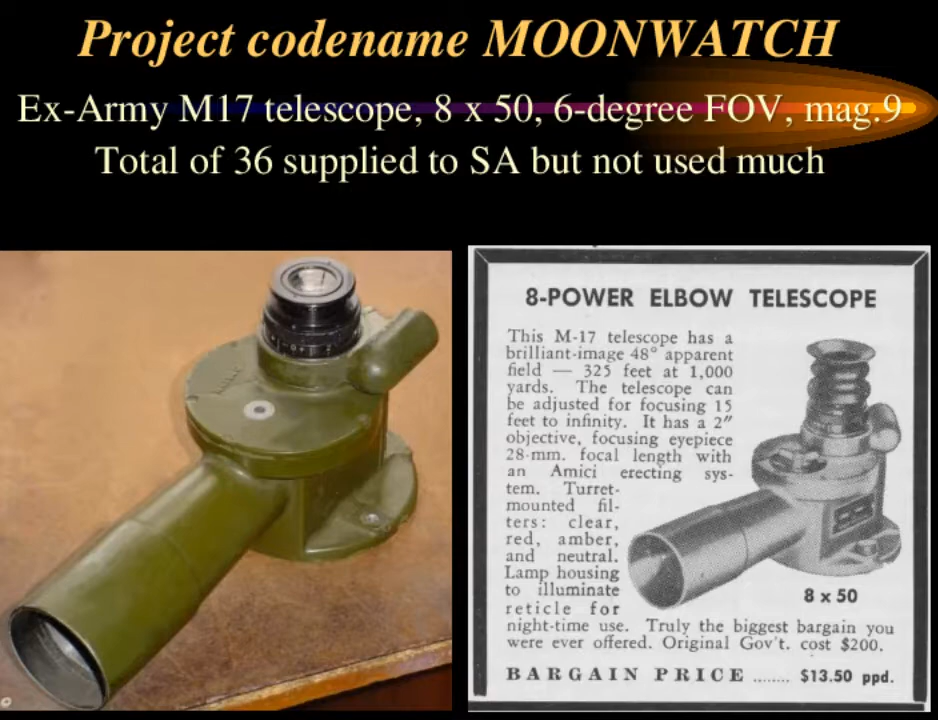 Project codename MOONWATCH
Ex-Army M17 telescope, 8 x 50, 6-degree FOV, mag.9
Total of 36 supplied to SA but not used much
8-POWER ELBOW TELESCOPE
This M-17 telescope has a
brilliant-image 48° apparent
field — 325 feet at 1,000
yards. The telescope can
be adjusted for focusing 15
feet to infinity. It has a 2″
objective, focusing eyepiece
28-mm. focal length with
an Amici erecting sys-
tem. Turret-
mounted fil-
ters: clear,
red, amber,
and neutral.
Lamp housing
to illuminate
reticle for
night-time use. Truly the biggest bargain you
were ever offered. Original Gov't. cost $200.
8 x 50
BARGAIN PRICE ........ $13.50 ppd.